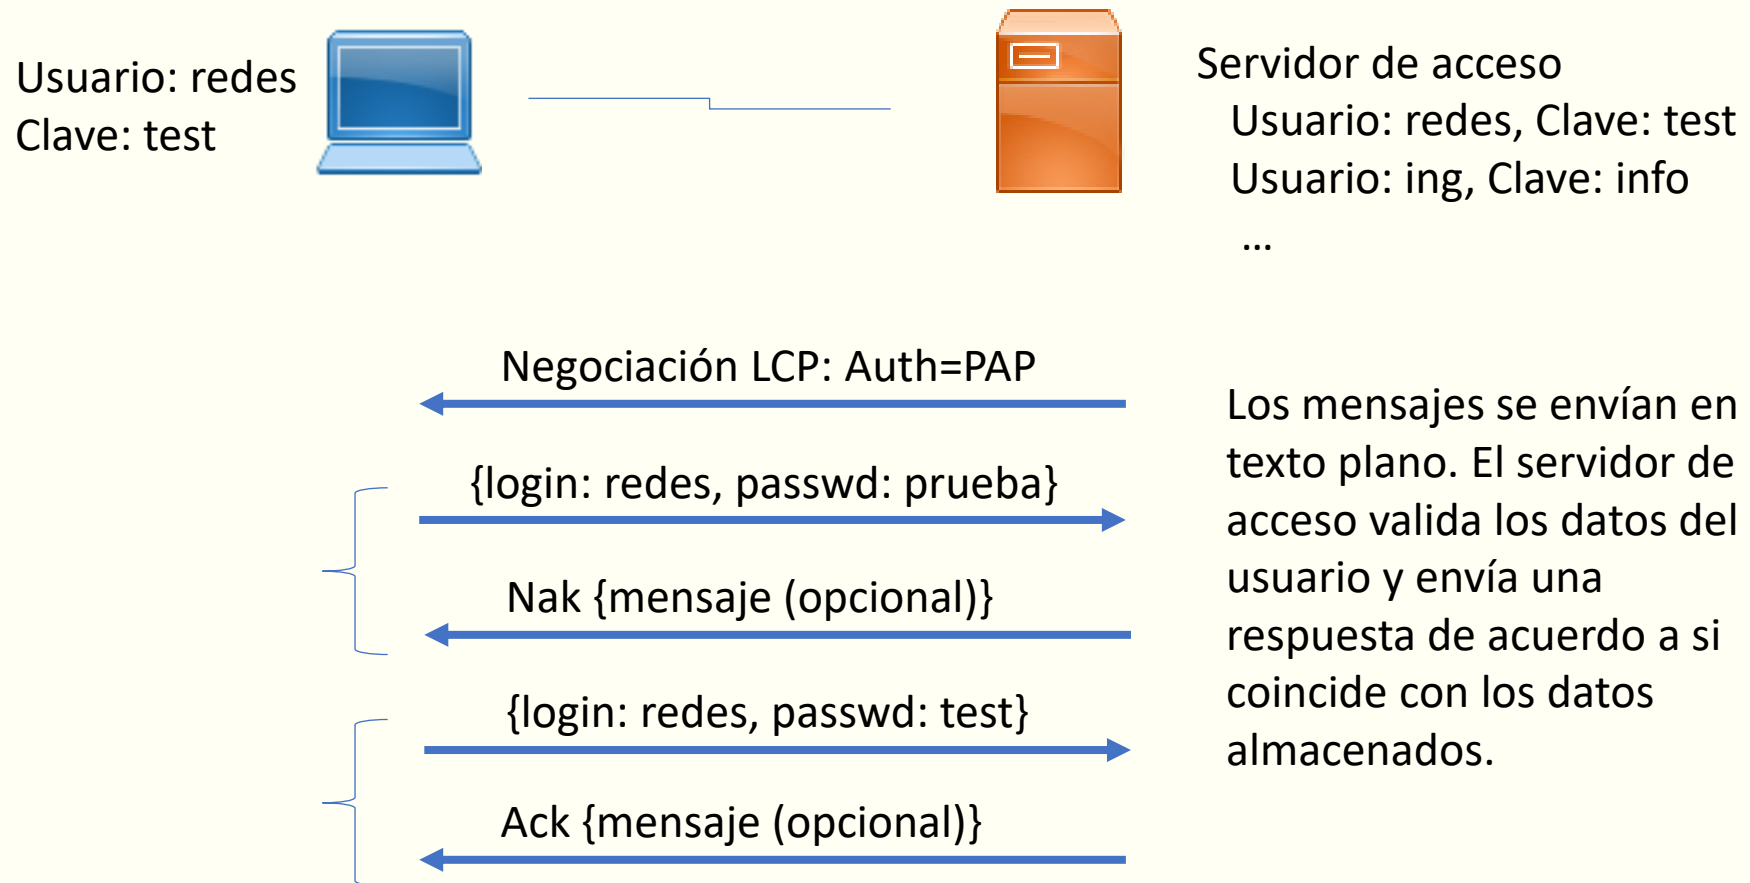 Usuario: redes
Clave: test
Servidor de acceso
Usuario: redes, Clave: test
Usuario: ing, Clave: info
...
Negociación LCP: Auth=PAP
{login: redes, passwd: prueba}
Nak {mensaje (opcional)}
{login: redes, passwd: test}
Ack {mensaje (opcional)}
Los mensajes se envían en
texto plano. El servidor de
acceso valida los datos del
usuario y envía una
respuesta de acuerdo a si
coincide con los datos
almacenados.